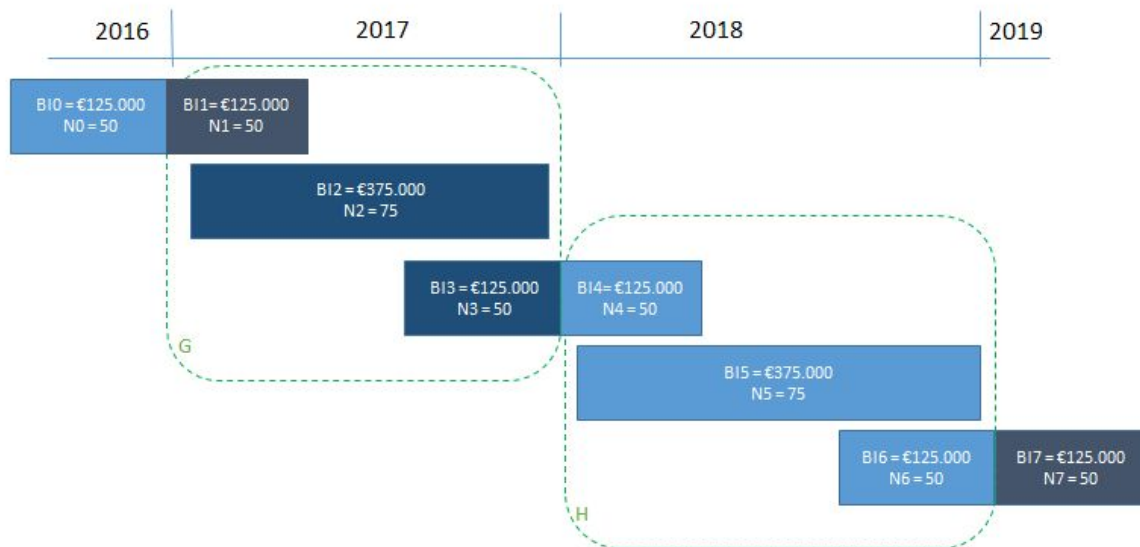 2016 2017 2018 2019
BI0 = €125.000
N0 = 50
BI1= €125.000
N1 = 50
BI2 = €375.000
N2 = 75
BI3 = €125.000
N3 = 50
BI4= €125.000
N4 = 50
G
BI5 = €375.000
N5 = 75
BI6 = €125.000
N6 = 50
BI7 = €125.000
N7 = 50
H